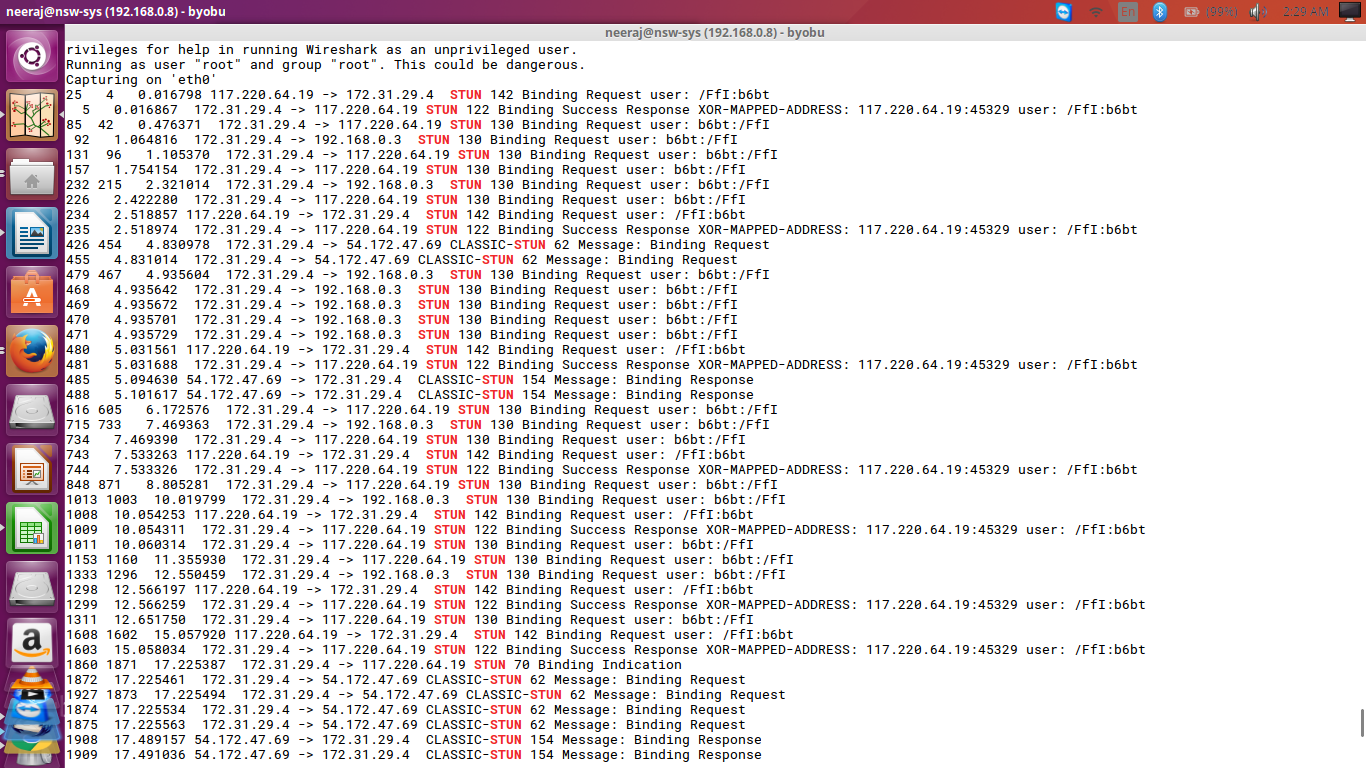 neeraj@nsw-sys (192.168.0.8) - byobu
En
(99%)
2:29 AM
neeraj@nsw-sys (192.168.0.8) - byobu
rivileges for help in running Wireshark as an unprivileged user.
Running as user "root" and group "root". This could be dangerous.
Capturing on 'eth0'
25   4   0.016798 117.220.64.19 -> 172.31.29.4  STUN 142 Binding Request user: /FfI:b6bt
  5   0.016867  172.31.29.4 -> 117.220.64.19 STUN 122 Binding Success Response XOR-MAPPED-ADDRESS: 117.220.64.19:45329 user: /FfI:b6bt
85  42   0.476371  172.31.29.4 -> 117.220.64.19 STUN 130 Binding Request user: b6bt:/FfI
 92   1.064816  172.31.29.4 -> 192.168.0.3  STUN 130 Binding Request user: b6bt:/FfI
131  96   1.105370  172.31.29.4 -> 117.220.64.19 STUN 130 Binding Request user: b6bt:/FfI
157   1.754154  172.31.29.4 -> 117.220.64.19 STUN 130 Binding Request user: b6bt:/FfI
232 215   2.321014  172.31.29.4 -> 192.168.0.3  STUN 130 Binding Request user: b6bt:/FfI
226   2.422280  172.31.29.4 -> 117.220.64.19 STUN 130 Binding Request user: b6bt:/FfI
234   2.518857 117.220.64.19 -> 172.31.29.4  STUN 142 Binding Request user: /FfI:b6bt
235   2.518974  172.31.29.4 -> 117.220.64.19 STUN 122 Binding Success Response XOR-MAPPED-ADDRESS: 117.220.64.19:45329 user: /FfI:b6bt
426 454   4.830978  172.31.29.4 -> 54.172.47.69 CLASSIC-STUN 62 Message: Binding Request
455   4.831014  172.31.29.4 -> 54.172.47.69 CLASSIC-STUN 62 Message: Binding Request
479 467   4.935604  172.31.29.4 -> 192.168.0.3  STUN 130 Binding Request user: b6bt:/FfI
468   4.935642  172.31.29.4 -> 192.168.0.3  STUN 130 Binding Request user: b6bt:/FfI
469   4.935672  172.31.29.4 -> 192.168.0.3  STUN 130 Binding Request user: b6bt:/FfI
470   4.935701  172.31.29.4 -> 192.168.0.3  STUN 130 Binding Request user: b6bt:/FfI
471   4.935729  172.31.29.4 -> 192.168.0.3  STUN 130 Binding Request user: b6bt:/FfI
480   5.031561 117.220.64.19 -> 172.31.29.4  STUN 142 Binding Request user: /FfI:b6bt
481   5.031688  172.31.29.4 -> 117.220.64.19 STUN 122 Binding Success Response XOR-MAPPED-ADDRESS: 117.220.64.19:45329 user: /FfI:b6bt
485   5.094630 54.172.47.69 -> 172.31.29.4  CLASSIC-STUN 154 Message: Binding Response
488   5.101617 54.172.47.69 -> 172.31.29.4  CLASSIC-STUN 154 Message: Binding Response
616 605   6.172576  172.31.29.4 -> 117.220.64.19 STUN 130 Binding Request user: b6bt:/FfI
715 733   7.469363  172.31.29.4 -> 192.168.0.3  STUN 130 Binding Request user: b6bt:/FfI
734   7.469390  172.31.29.4 -> 117.220.64.19 STUN 130 Binding Request user: b6bt:/FfI
743   7.533263 117.220.64.19 -> 172.31.29.4  STUN 142 Binding Request user: /FfI:b6bt
744   7.533326  172.31.29.4 -> 117.220.64.19 STUN 122 Binding Success Response XOR-MAPPED-ADDRESS: 117.220.64.19:45329 user: /FfI:b6bt
848 871   8.805281  172.31.29.4 -> 117.220.64.19 STUN 130 Binding Request user: b6bt:/FfI
1013 1003  10.019799  172.31.29.4 -> 192.168.0.3  STUN 130 Binding Request user: b6bt:/FfI
1008  10.054253 117.220.64.19 -> 172.31.29.4  STUN 142 Binding Request user: /FfI:b6bt
1009  10.054311  172.31.29.4 -> 117.220.64.19 STUN 122 Binding Success Response XOR-MAPPED-ADDRESS: 117.220.64.19:45329 user: /FfI:b6bt
1011  10.060314  172.31.29.4 -> 117.220.64.19 STUN 130 Binding Request user: b6bt:/FfI
1153 1160  11.355930  172.31.29.4 -> 117.220.64.19 STUN 130 Binding Request user: b6bt:/FfI
1333 1296  12.550459  172.31.29.4 -> 192.168.0.3  STUN 130 Binding Request user: b6bt:/FfI
1298  12.566197 117.220.64.19 -> 172.31.29.4  STUN 142 Binding Request user: /FfI:b6bt
1299  12.566259  172.31.29.4 -> 117.220.64.19 STUN 122 Binding Success Response XOR-MAPPED-ADDRESS: 117.220.64.19:45329 user: /FfI:b6bt
1311  12.651750  172.31.29.4 -> 117.220.64.19 STUN 130 Binding Request user: b6bt:/FfI
1608 1602  15.057920 117.220.64.19 -> 172.31.29.4  STUN 142 Binding Request user: /FfI:b6bt
1603  15.058034  172.31.29.4 -> 117.220.64.19 STUN 122 Binding Success Response XOR-MAPPED-ADDRESS: 117.220.64.19:45329 user: /FfI:b6bt
1860 1871  17.225387  172.31.29.4 -> 117.220.64.19 STUN 70 Binding Indication
1872  17.225461  172.31.29.4 -> 54.172.47.69 CLASSIC-STUN 62 Message: Binding Request
1927 1873  17.225494  172.31.29.4 -> 54.172.47.69 CLASSIC-STUN 62 Message: Binding Request
1874  17.225534  172.31.29.4 -> 54.172.47.69 CLASSIC-STUN 62 Message: Binding Request
1875  17.225563  172.31.29.4 -> 54.172.47.69 CLASSIC-STUN 62 Message: Binding Request
1908  17.489157 54.172.47.69 -> 172.31.29.4  CLASSIC-STUN 154 Message: Binding Response
1909  17.491036 54.172.47.69 -> 172.31.29.4  CLASSIC-STUN 154 Message: Binding Response